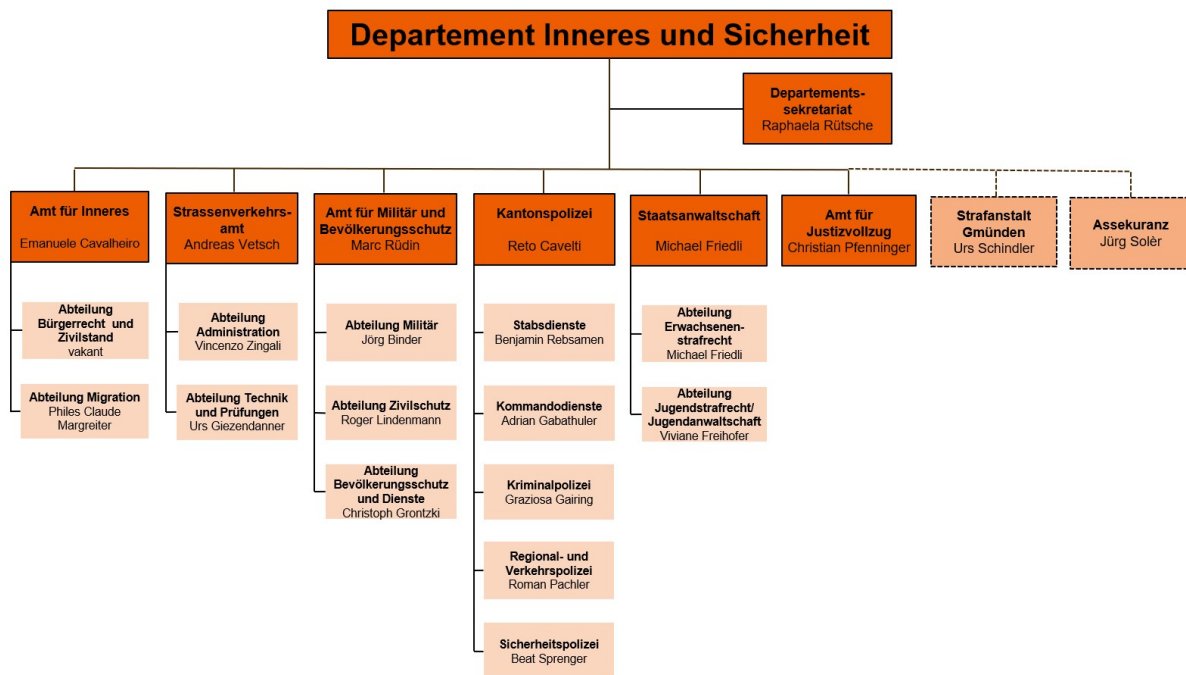 Departement Inneres und Sicherheit
Departements-
sekretariat
Raphaela Rütsche
Amt für Inneres
Emanuele Cavalheiro
Strassenverkehrs-
amt
Andreas Vetsch
Amt für Militär und
Bevölkerungsschutz
Marc Rüdin
Kantonspolizei
Reto Cavelti
Staatsanwaltschaft
Michael Friedli
Amt für
Justizvollzug
Christian Pfenninger
Strafanstalt
Gmünden
Urs Schindler
Assekuranz
Jürg Solèr
Abteilung
Bürgerrecht und
Zivilstand
vakant
Abteilung Migration
Philes Claude
Margreiter
Abteilung
Administration
Vincenzo Zingali
Abteilung Technik
und Prüfungen
Urs Giezendanner
Abteilung Militär
Jörg Binder
Abteilung Zivilschutz
Roger Lindenmann
Abteilung
Bevölkerungsschutz
und Dienste
Christoph Grontzki
Stabsdienste
Benjamin Rebsamen
Kommandodienste
Adrian Gabathuler
Kriminalpolizei
Graziosa Gairing
Regional- und
Verkehrspolizei
Roman Pachler
Sicherheitspolizei
Beat Sprenger
Abteilung
Erwachsenen-
strafrecht
Michael Friedli
Abteilung
Jugendstrafrecht/
Jugendanwaltschaft
Viviane Freihofer